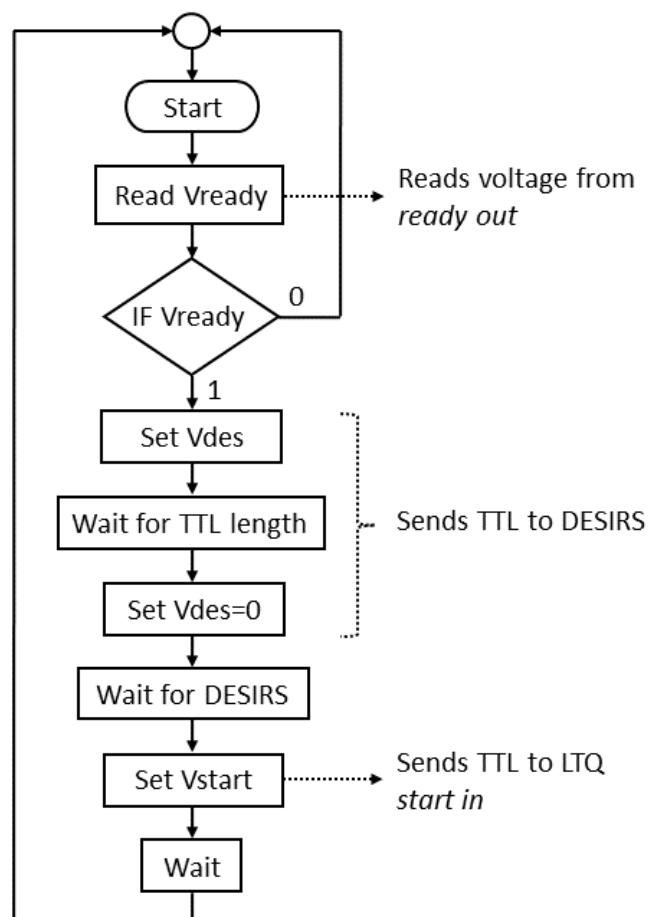 Start
Read Vready
Reads voltage from
ready out
IF Vready
0
1
Set Vdes
Wait for TTL length
Sends TTL to DESIRS
Set Vdes=0
Wait for DESIRS
Set Vstart
Sends TTL to LTQ
start in
Wait